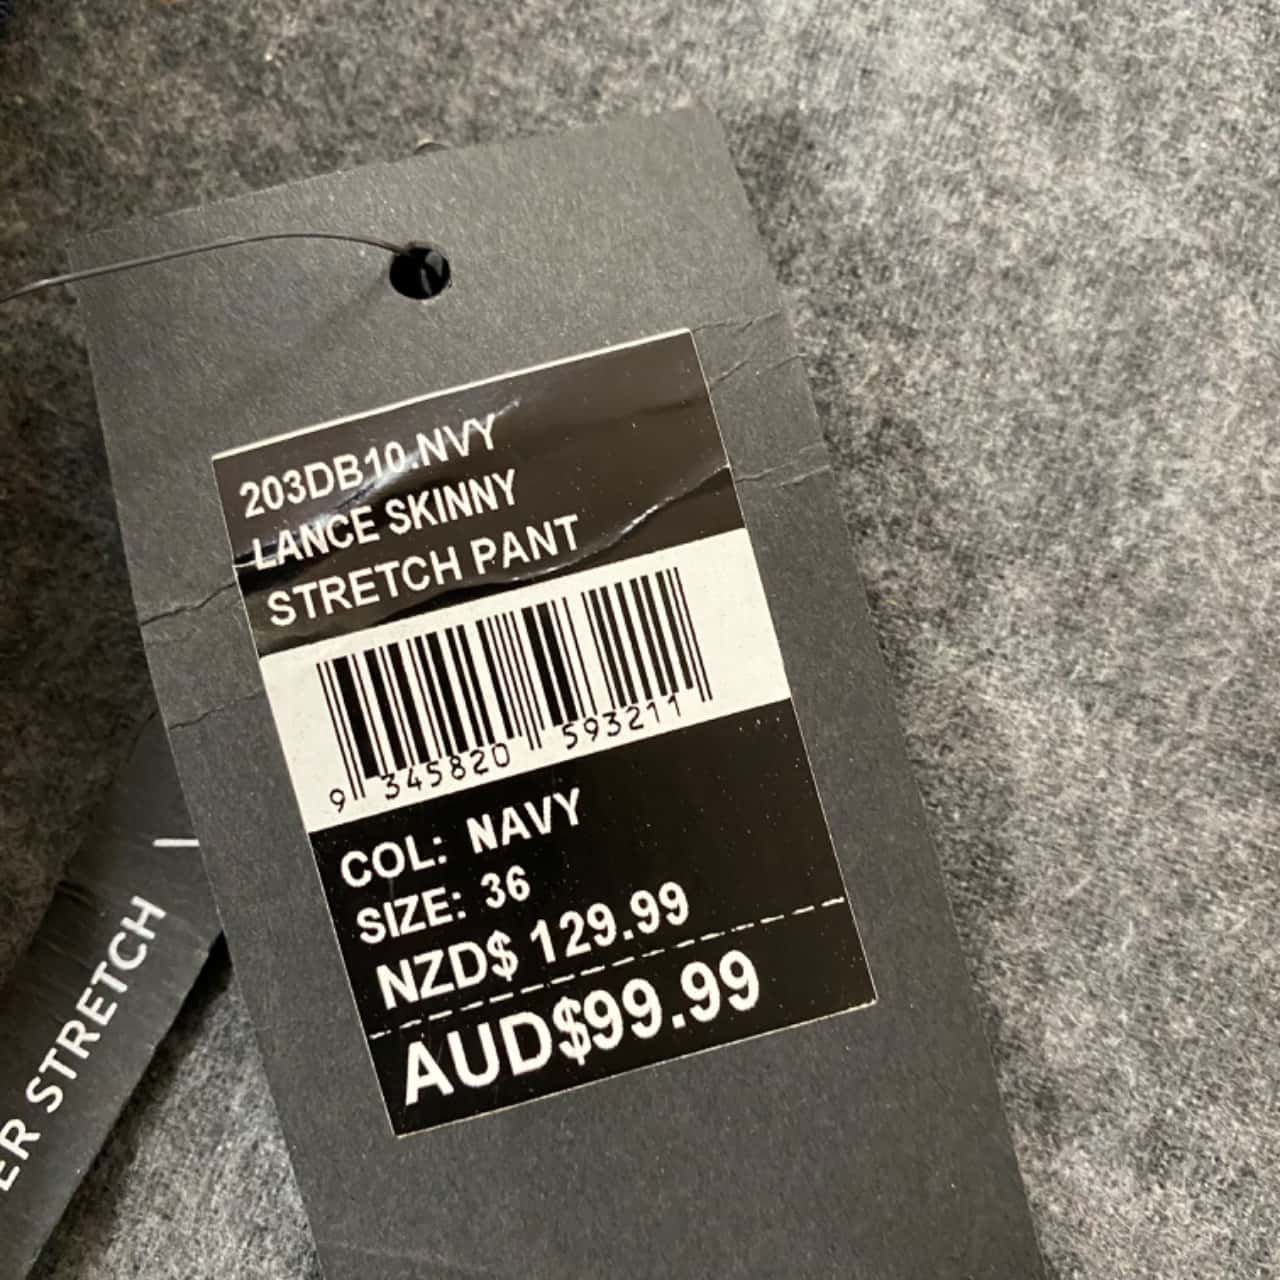 203DB10.NVY
LANCE SKINNY
STRETCH PANT
9 345820 593211
COL: NAVY
SIZE: 36
NZD$ 129.99
AUD$99.99
ER STRETCH